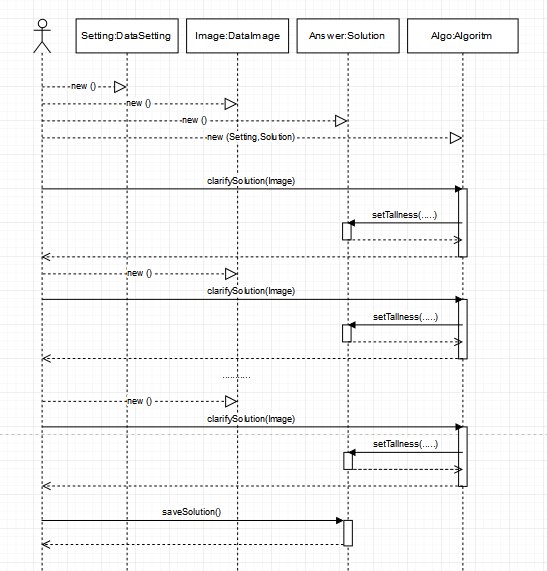 Setting:DataSetting
Image:DataImage
Answer:Solution
Algo:Algoritm
new ()
new ()
new ()
new (Setting,Solution)
clarifySolution(Image)
setTallness(.....)
new ()
clarifySolution(Image)
setTallness(.....)
...........
new ()
clarifySolution(Image)
setTallness(.....)
saveSolution()